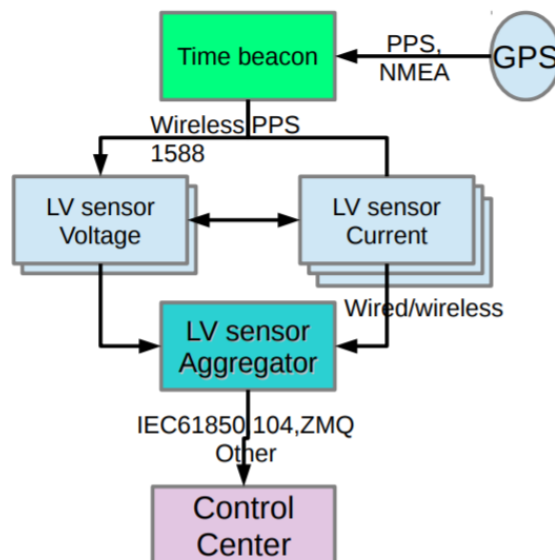 Time beacon
PPS,
NMEA
GPS
Wireless PPS
1588
LV sensor
Voltage
LV sensor
Current
Wired/wireless
LV sensor
Aggregator
IEC61850,104,ZMQ
Other
Control
Center